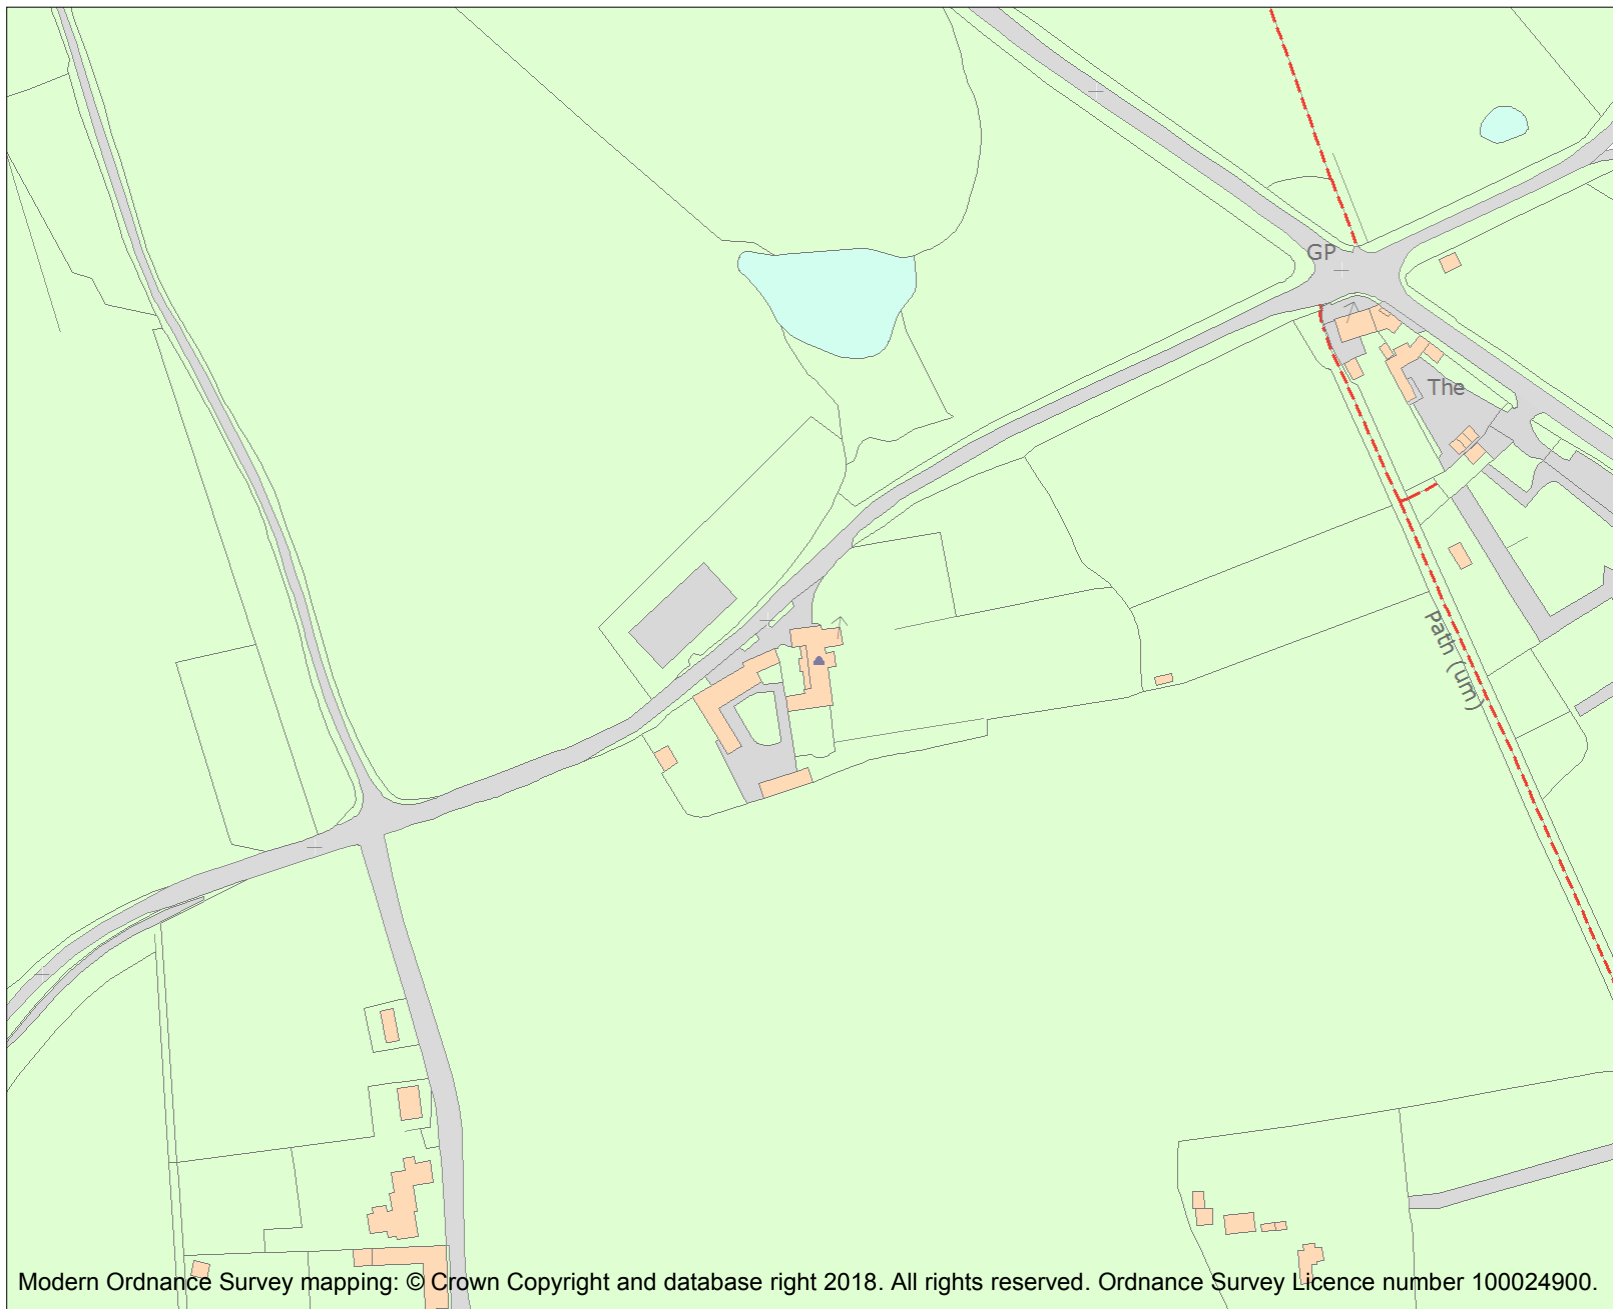 GP
The
Path (um)
Modern Ordnance Survey mapping: © Crown Copyright and database right 2018. All rights reserved. Ordnance Survey Licence number 100024900.